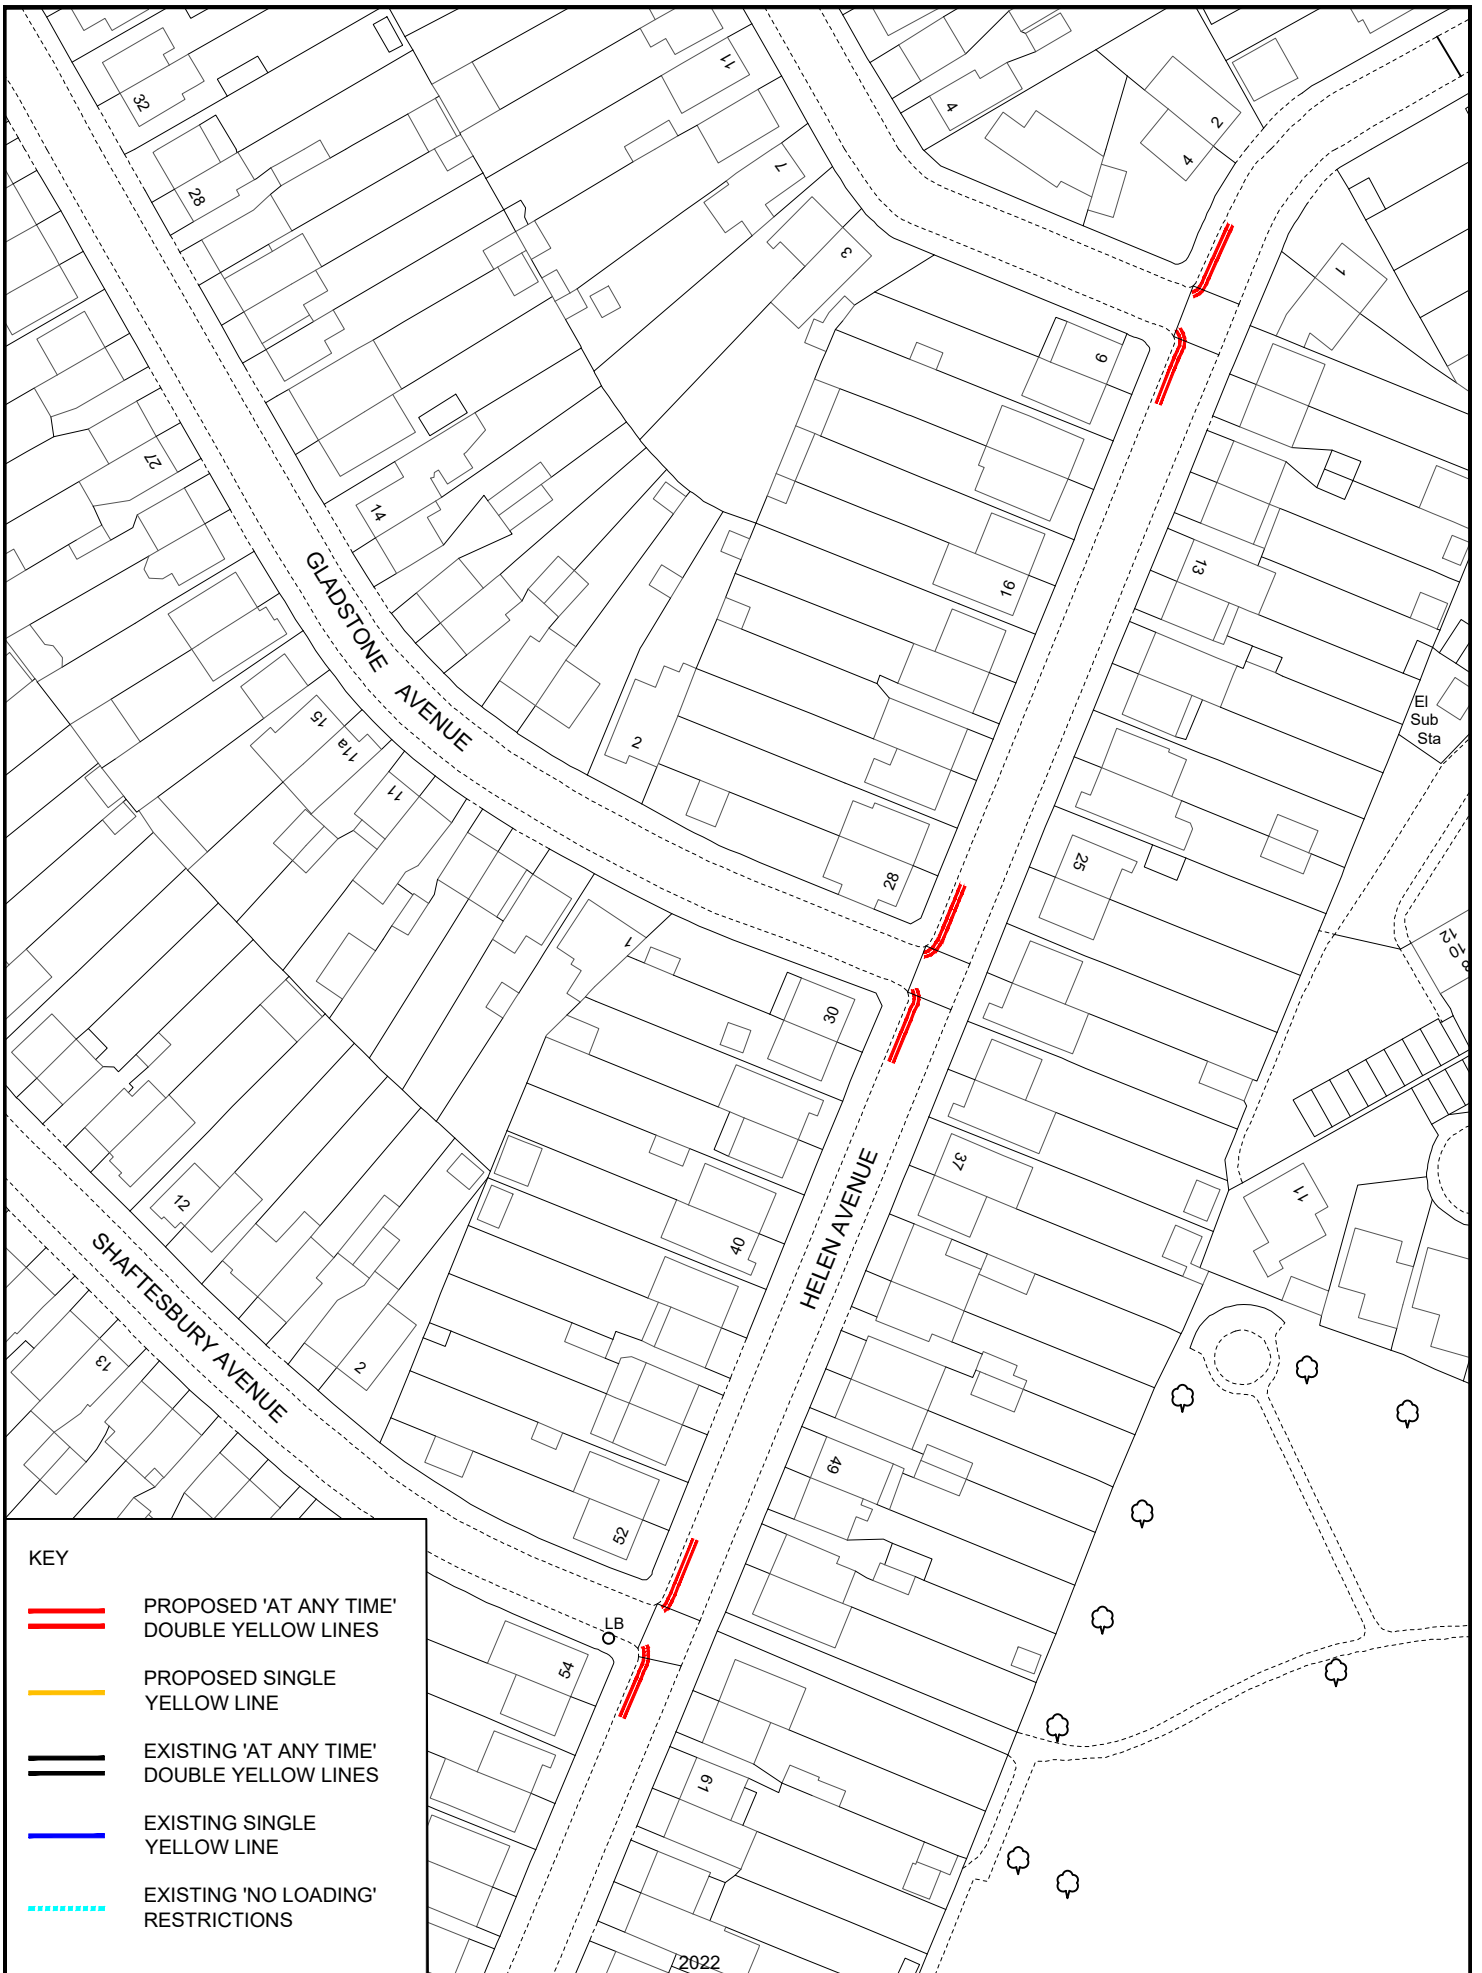 32
11
4
2
4
28
7
3
1
6
27
14
16
13
GLADSTONE AVENUE
15
11a
11
2
El
Sub
Sta
28
25
12
10
8
1
30
37
11
12
40
HELEN AVENUE
SHAFTESBURY AVENUE
13
2
49
52
LB
54
61
2022
KEY
PROPOSED 'AT ANY TIME'
DOUBLE YELLOW LINES
PROPOSED SINGLE
YELLOW LINE
EXISTING 'AT ANY TIME'
DOUBLE YELLOW LINES
EXISTING SINGLE
YELLOW LINE
EXISTING 'NO LOADING'
RESTRICTIONS